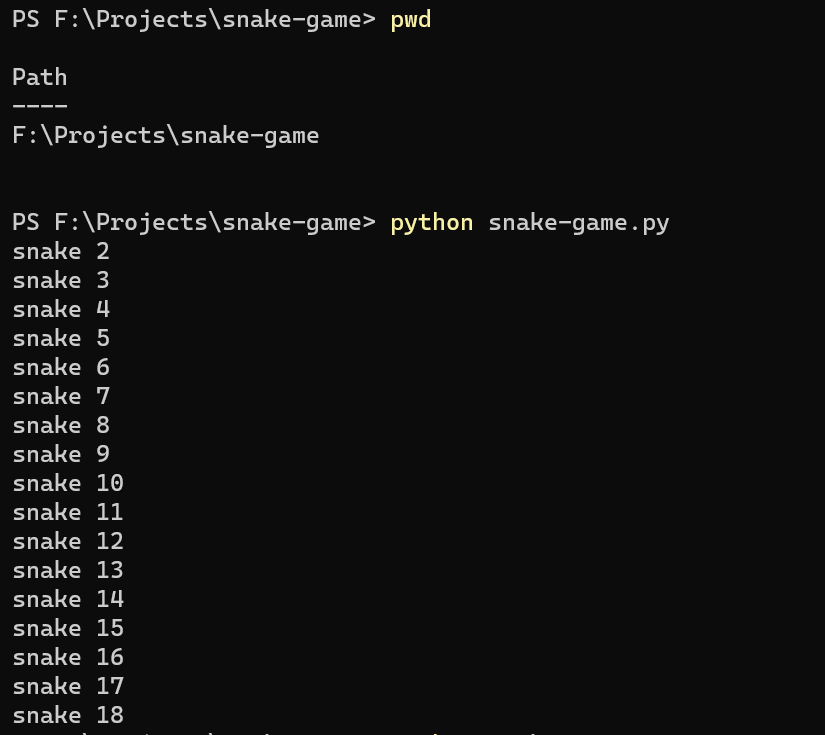 PS F:\Projects\snake-game> pwd
Path
----
F:\Projects\snake-game
PS F:\Projects\snake-game> python snake-game.py
snake 2
snake 3
snake 4
snake 5
snake 6
snake 7
snake 8
snake 9
snake 10
snake 11
snake 12
snake 13
snake 14
snake 15
snake 16
snake 17
snake 18